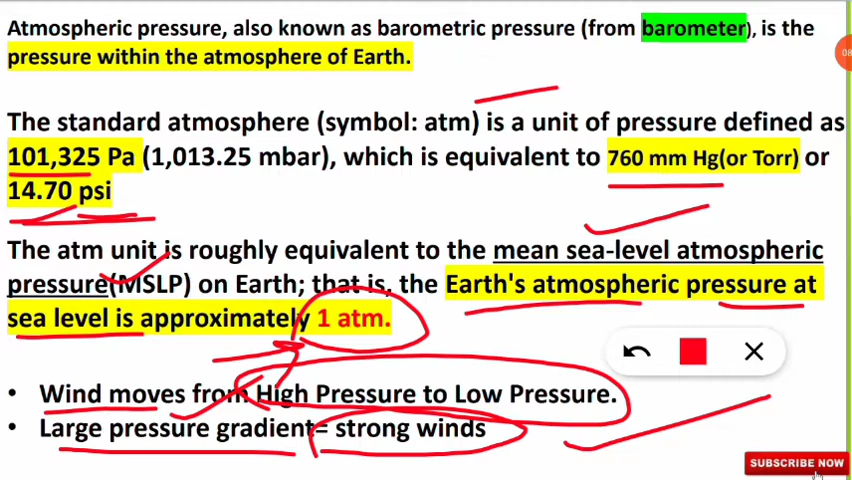 Atmospheric pressure, also known as barometric pressure (from barometer), is the
pressure within the atmosphere of Earth.
08
The standard atmosphere (symbol: atm) is a unit of pressure defined as
101,325 Pa (1,013.25 mbar), which is equivalent to 760 mm Hg(or Torr) or
14.70 psi
The atm unit is roughly equivalent to the mean sea-level atmospheric
pressure(MSLP) on Earth; that is, the Earth's atmospheric pressure at
sea level is approximately 1 atm.
• Wind moves from High Pressure to Low Pressure.
• Large pressure gradient= strong winds
SUBSCRIBE NOW